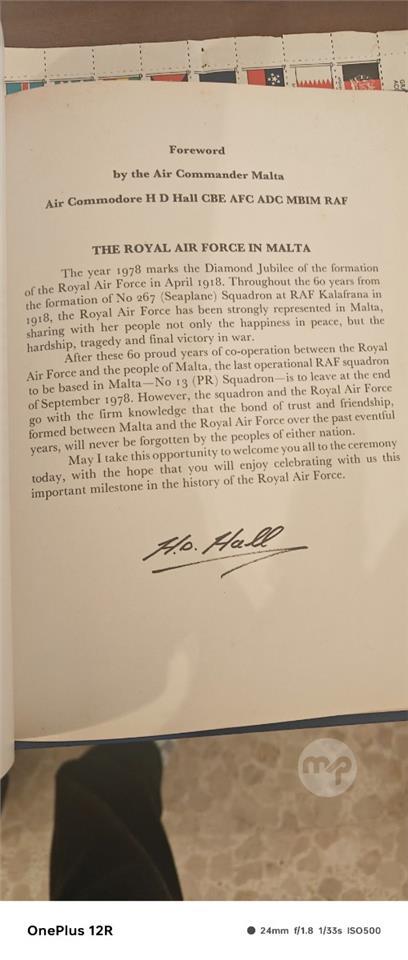 Foreword
by the Air Commander Malta
Air Commodore H D Hall CBE AFC ADC MBIM RAF
THE ROYAL AIR FORCE IN MALTA
The year 1978 marks the Diamond Jubilee of the formation
of the Royal Air Force in April 1918. Throughout the 60 years from
the formation of No 267 (Seaplane) Squadron at RAF Kalafrana in
1918, the Royal Air Force has been strongly represented in Malta,
sharing with her people not only the happiness in peace, but the
hardship, tragedy and final victory in war.
After these 60 proud years of co-operation between the Royal
Air Force and the people of Malta, the last operational RAF squadron
to be based in Malta—No 13 (PR) Squadron—is to leave at the end
of September 1978. However, the squadron and the Royal Air Force
go with the firm knowledge that the bond of trust and friendship,
formed between Malta and the Royal Air Force over the past eventful
years, will never be forgotten by the peoples of either nation.
May I take this opportunity to welcome you all to the ceremony
today, with the hope that you will enjoy celebrating with us this
important milestone in the history of the Royal Air Force.
H.D. Hall
mp
OnePlus 12R
24mm f/1.8 1/33s ISO500